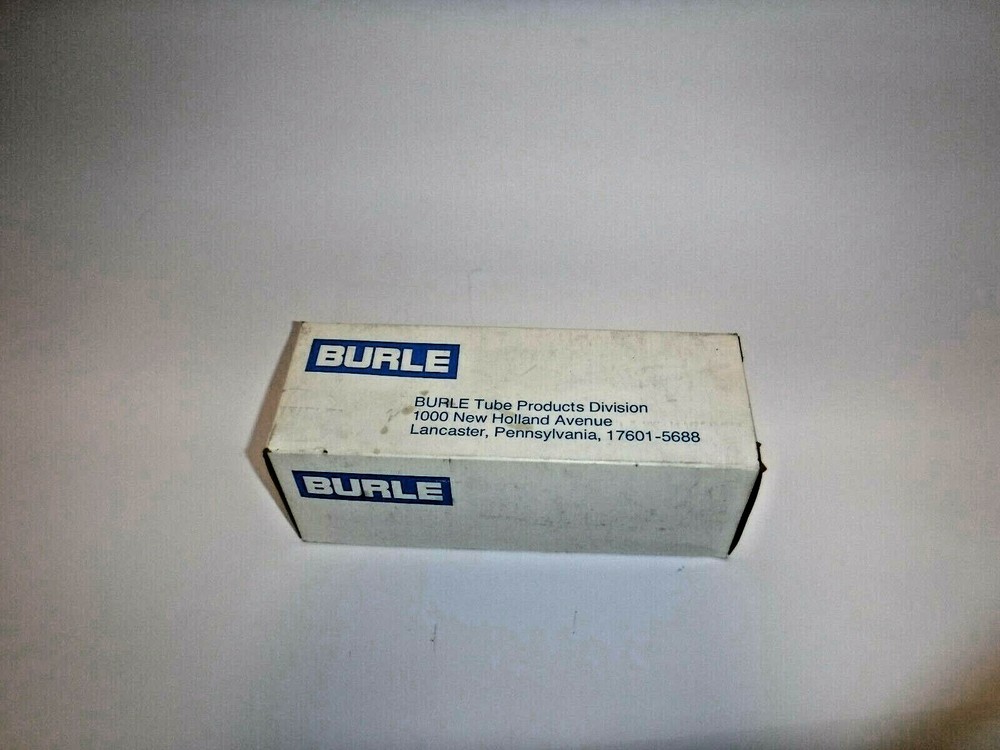 BURLE
BURLE Tube Products Division
1000 New Holland Avenue
Lancaster, Pennsylvania, 17601-5688
BURLE